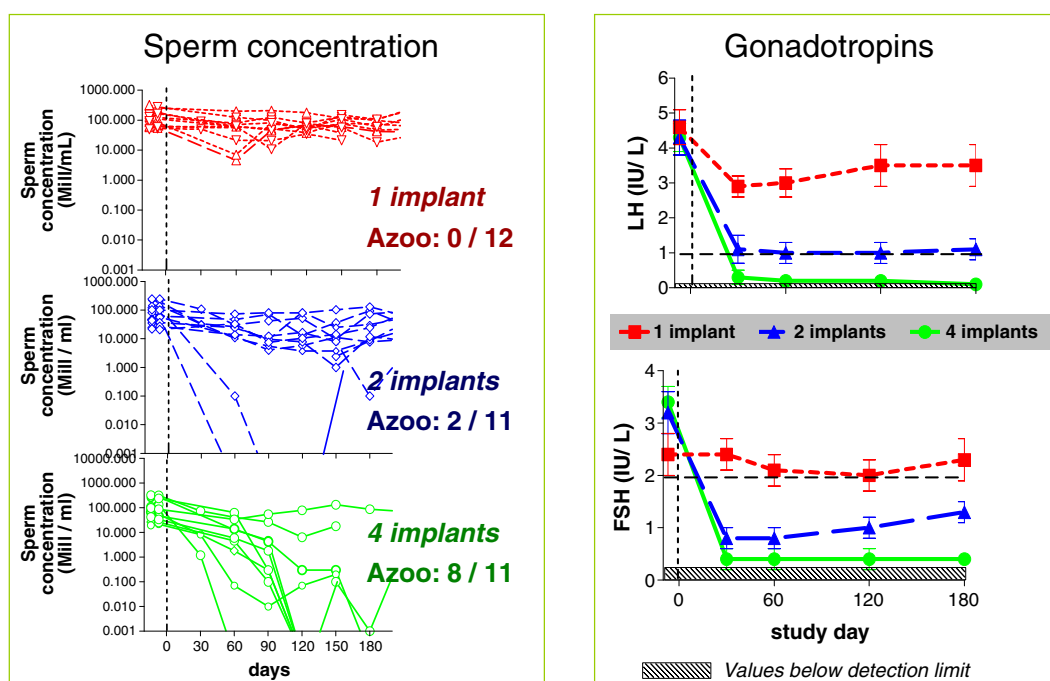 Sperm concentration
Sperm
concentration
(Mill/mL)
1000.000
100.000
10.000
1.000
0.100
0.010
0.001
1 implant
Azoo: 0 / 12
Sperm
concentration
(Mill / ml)
1000.000
100.000
10.000
1.000
0.100
0.010
0.001
2 implants
Azoo: 2 / 11
Sperm
concentration
(Mill / ml)
1000.000
100.000
10.000
1.000
0.100
0.010
0.001
4 implants
Azoo: 8 / 11
0 30 60 90 120 150 180
days
Gonadotropins
LH (IU/ L)
6
5
4
3
2
1
0
1 implant 2 implants 4 implants
FSH (IU/ L)
4
3
2
1
0
0 60 120 180
study day
Values below detection limit